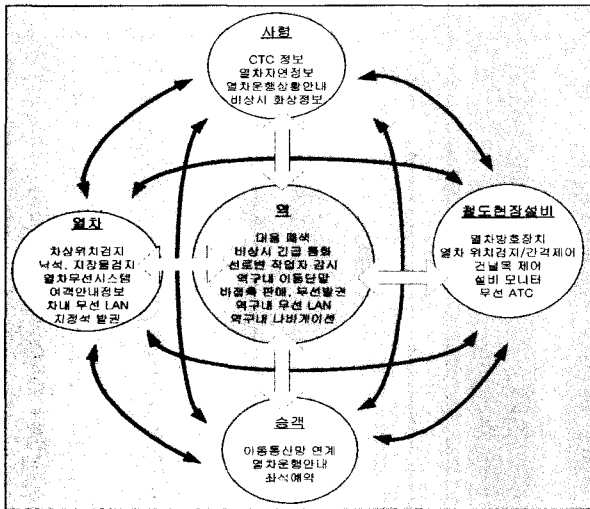 사령
CTC 정보
열차지연정보
열차운행상황안내
비상시 화상정보
열차
차상위치검지
낙석, 지장물검지
열차무선시스템
여객안내정보
차내 무선 LAN
지정석 발권
역
비상시 긴급 통화
선로변 작업자 감시
역구내 이동단말
비접촉 판매, 무선발권
역구내 무선 LAN
역구내 나비게이션
철도현장설비
열차방호장치
열차 위치검지/간격제어
건널목 제어
설비 모니터
무선 ATC
승객
이동통신망 연계
열차운행안내
좌석예약